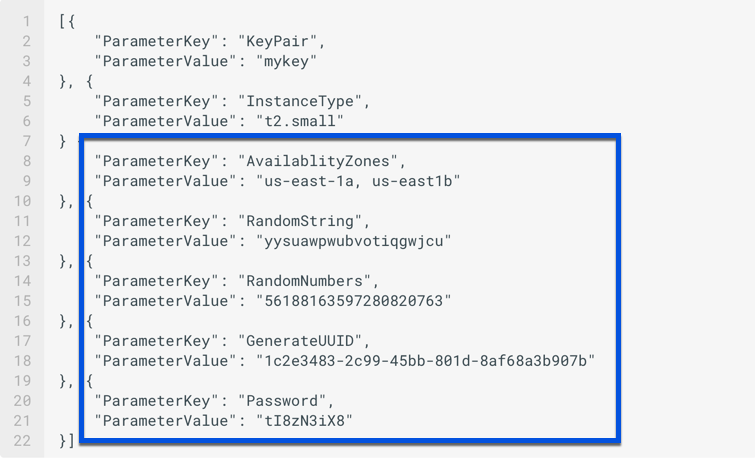 1 [{
2 "ParameterKey": "KeyPair",
3 "ParameterValue": "mykey"
4 }, {
5 "ParameterKey": "InstanceType",
6 "ParameterValue": "t2.small"
7 }
8 "ParameterKey": "AvailablityZones",
9 "ParameterValue": "us-east-1a, us-east1b"
10 }, {
11 "ParameterKey": "RandomString",
12 "ParameterValue": "yysuawpwubvotiqgwjcu"
13 }, {
14 "ParameterKey": "RandomNumbers",
15 "ParameterValue": "56188163597280820763"
16 }, {
17 "ParameterKey": "GenerateUUID",
18 "ParameterValue": "1c2e3483-2c99-45bb-801d-8af68a3b907b"
19 }, {
20 "ParameterKey": "Password",
21 "ParameterValue": "tI8zN3iX8"
22 }]